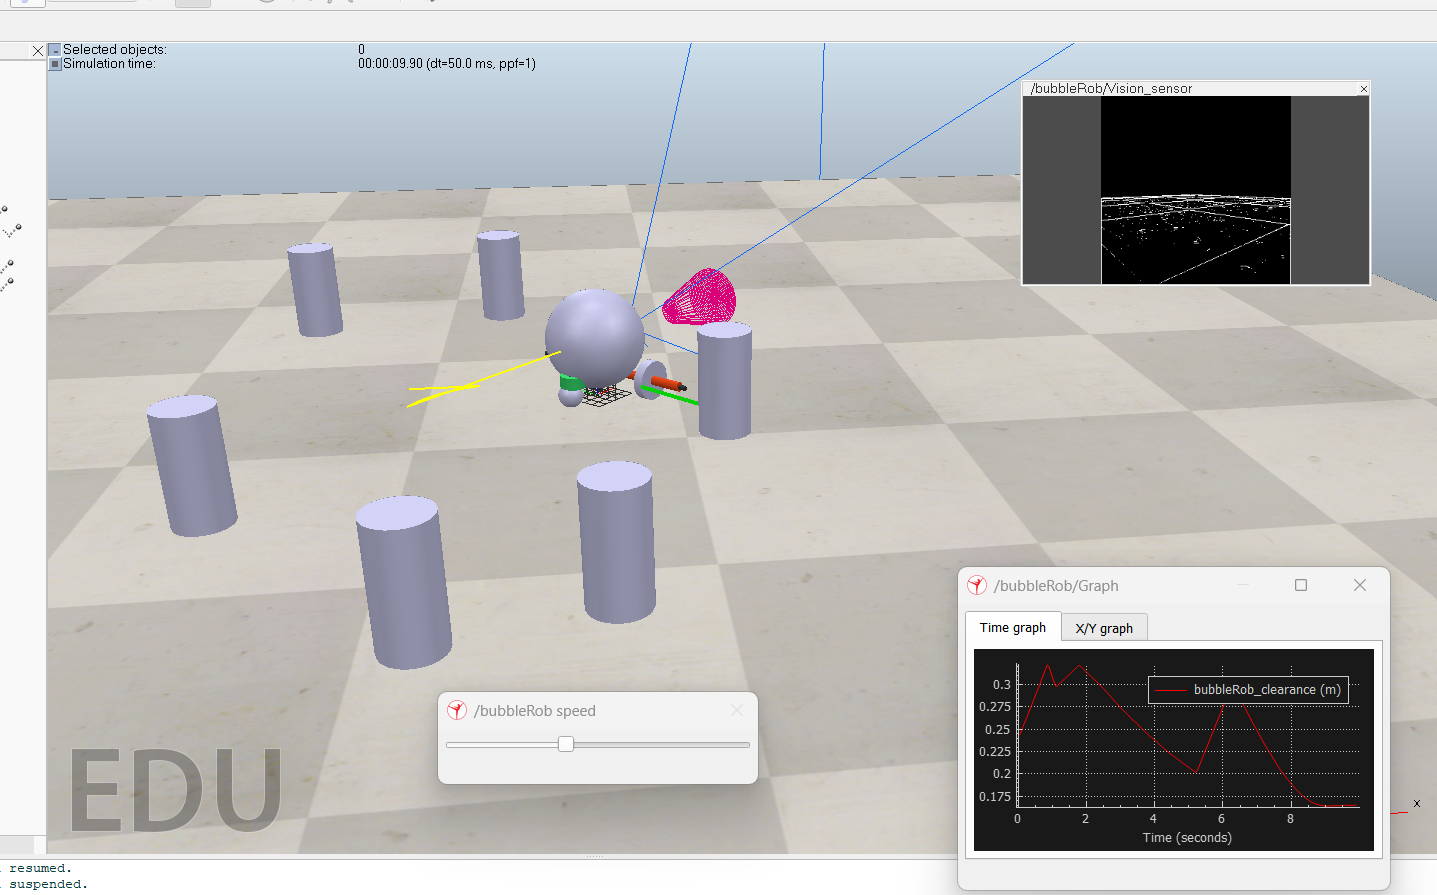 Selected objects: 0
Simulation time: 00:00:09.90 (dt=50.0 ms, ppf=1)
/bubbleRob/Vision_sensor
/bubbleRob/Graph
Time graph X/Y graph
bubbleRob_clearance (m)
0.3
0.275
0.25
0.225
0.2
0.175
0 2 4 6 8
Time (seconds)
x
/bubbleRob speed
EDU
resumed.
suspended.